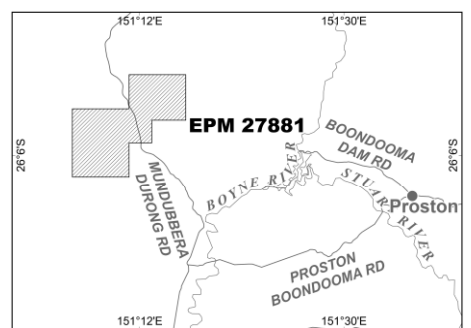 151°12'E
151°30'E
EPM 27881
26°6'S
26°6'S
BOONDOOMA
DAM RD
MUNDUBBERA
DURONG RD
BOYNE RIVER
STUART RIVER
Proston
PROSTON
BOONDOOMA RD
151°12'E
151°30'E